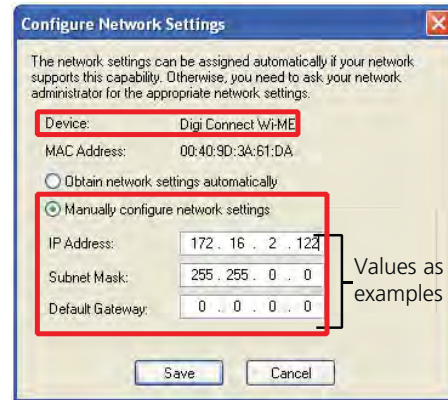 Configure Network Settings
The network settings can be assigned automatically if your network
supports this capability. Otherwise, you need to ask your network
administrator for the appropriate network settings.
Device: Digi Connect Wi-ME
MAC Address: 00:40:9D:3A:61:DA
Obtain network settings automatically
Manually configure network settings
IP Address: 172 . 16 . 2 . 122
Subnet Mask: 255 . 255 . 0 . 0
Default Gateway: 0 . 0 . 0 . 0
Values as
examples
Save Cancel